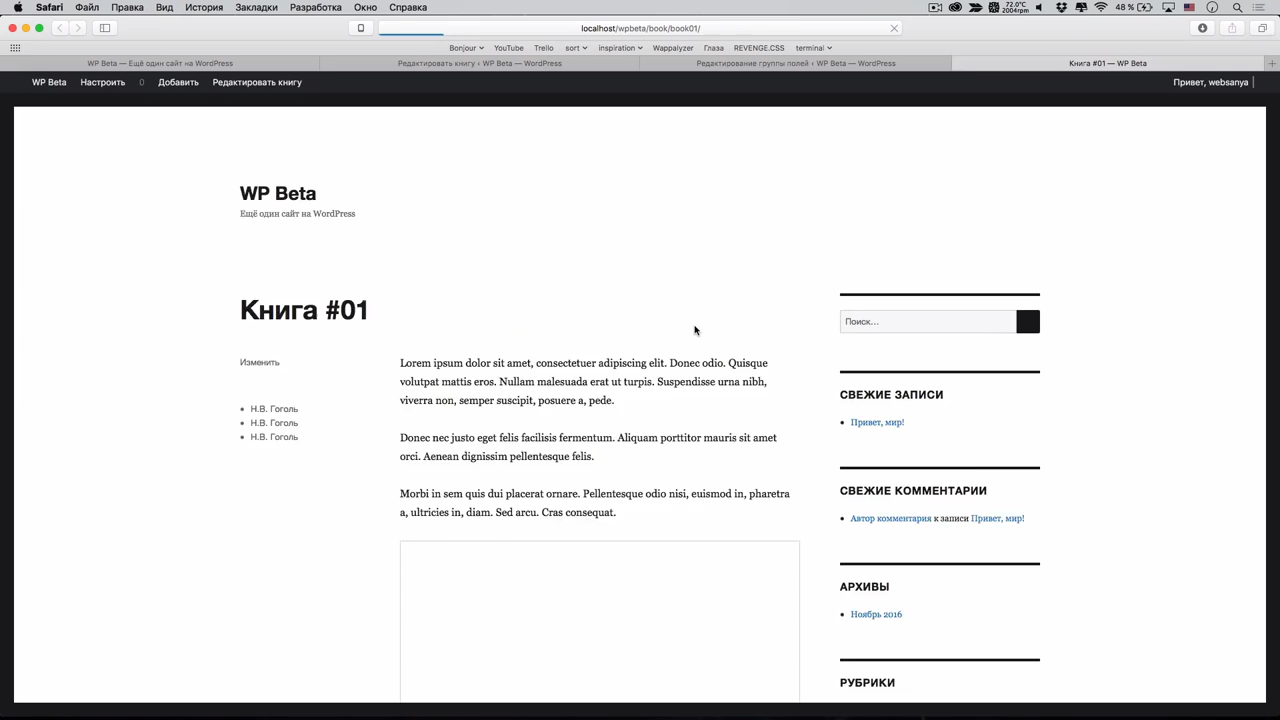 Safari Файл Правка Вид История Закладки Разработка Окно Справка
72.0°C
2004rpm
48 %
localhost/wpbeta/book/book01/
Bonjour YouTube Trello sort inspiration Wappalyzer Глаза REVENGE.CSS terminal
WP Beta — Ещё один сайт на WordPress
Редактировать книгу ‹ WP Beta — WordPress
Редактирование группы полей ‹ WP Beta — WordPress
Книга #01 — WP Beta
WP Beta Настроить 0 Добавить Редактировать книгу
Привет, websanya
WP Beta
Ещё один сайт на WordPress
Книга #01
Изменить
Н.В. Гоголь
Н.В. Гоголь
Н.В. Гоголь
Lorem ipsum dolor sit amet, consectetuer adipiscing elit. Donec odio. Quisque
volutpat mattis eros. Nullam malesuada erat ut turpis. Suspendisse urna nibh,
viverra non, semper suscipit, posuere a, pede.
Donec nec justo eget felis facilisis fermentum. Aliquam porttitor mauris sit amet
orci. Aenean dignissim pellentesque felis.
Morbi in sem quis dui placerat ornare. Pellentesque odio nisi, euismod in, pharetra
a, ultricies in, diam. Sed arcu. Cras consequat.
Поиск…
СВЕЖИЕ ЗАПИСИ
Привет, мир!
СВЕЖИЕ КОММЕНТАРИИ
Автор комментария к записи Привет, мир!
АРХИВЫ
Ноябрь 2016
РУБРИКИ